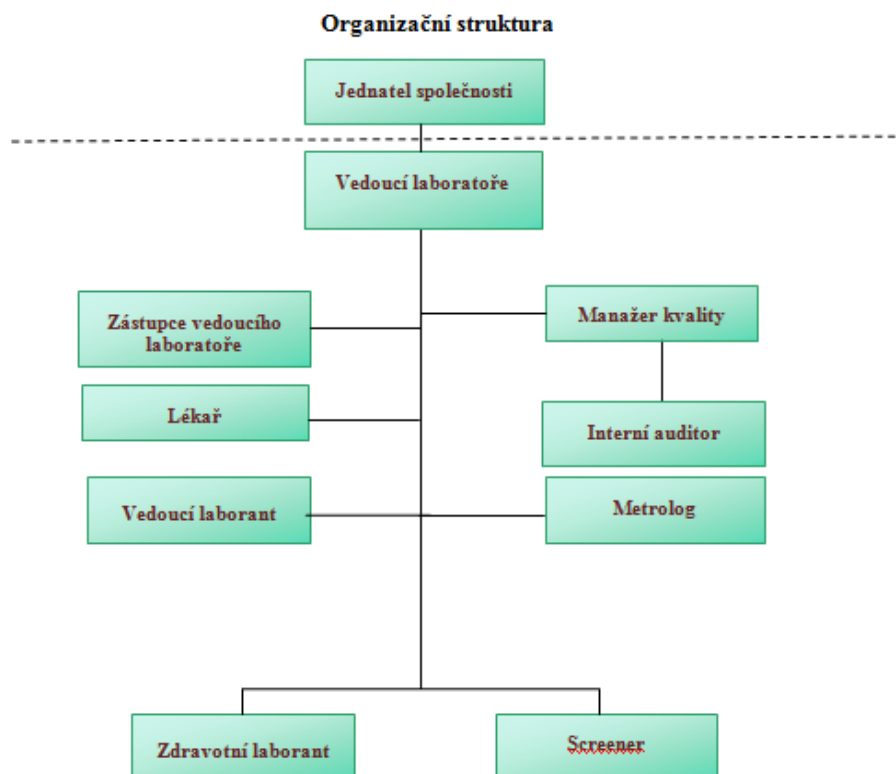 Organizační struktura
Jednatel společnosti
Vedoucí laboratoře
Zástupce vedoucího
laboratoře
Manažer kvality
Lékař
Interní auditor
Vedoucí laborant
Metrolog
Zdravotní laborant
Screener